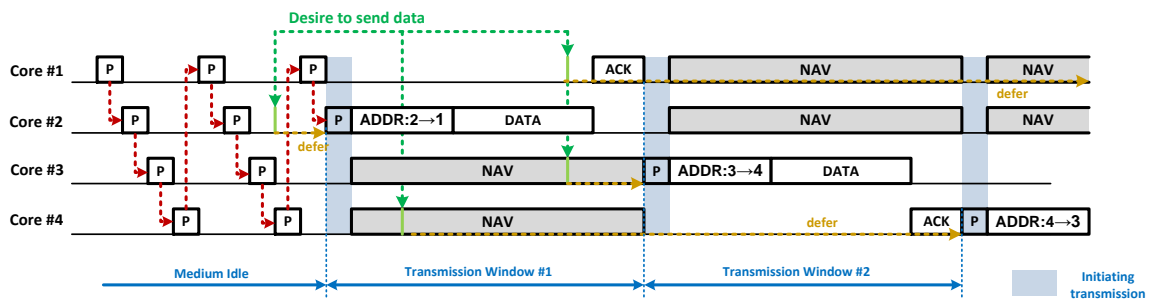 Desire to send data
Core #1 P P P ACK NAV NAV
defer
Core #2 P ADDR:2→1 DATA NAV NAV
P P
defer
Core #3 P P NAV P ADDR:3→4 DATA
Core #4 P P NAV defer ACK P ADDR:4→3
Medium Idle Transmission Window #1 Transmission Window #2 Initiating
transmission